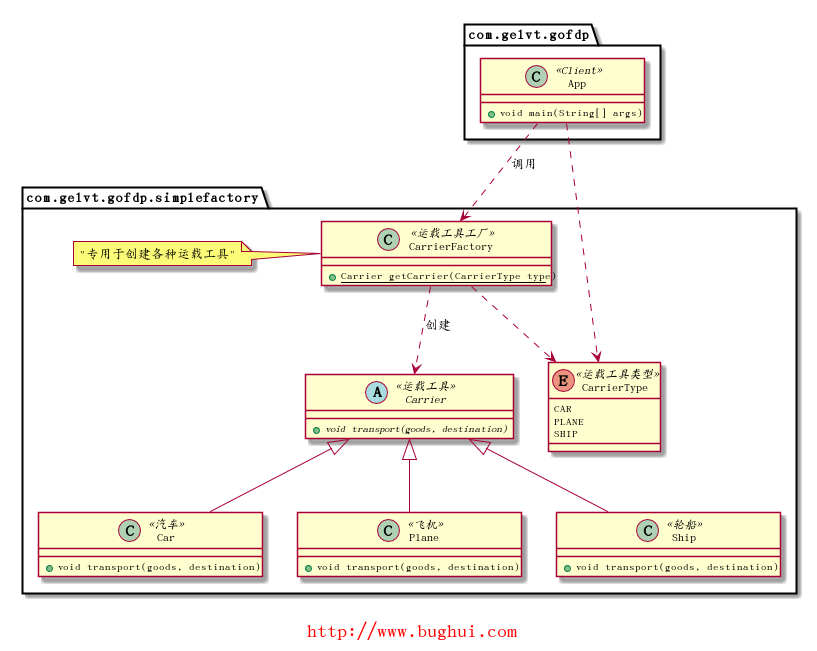 com.gelvt.gofdp
C
«Client»
App
void main(String[] args)
调用
com.gelvt.gofdp.simplefactory
"专用于创建各种运载工具"
C
«运载工具工厂»
CarrierFactory
Carrier getCarrier(CarrierType type)
创建
A
«运载工具»
Carrier
void transport(goods, destination)
E
«运载工具类型»
CarrierType
CAR
PLANE
SHIP
C
«汽车»
Car
void transport(goods, destination)
C
«飞机»
Plane
void transport(goods, destination)
C
«轮船»
Ship
void transport(goods, destination)
http://www.bughui.com